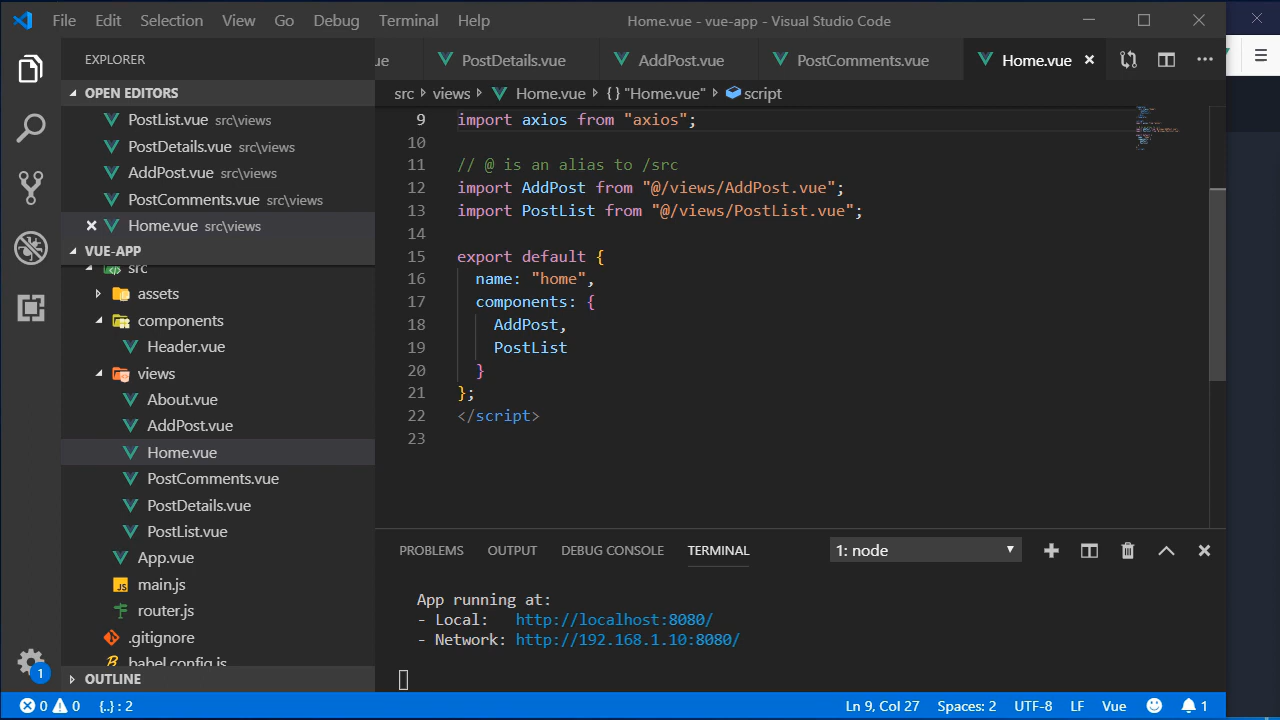 File Edit Selection View Go Debug Terminal Help Home.vue - vue-app - Visual Studio Code
EXPLORER
OPEN EDITORS
PostList.vue src\views
PostDetails.vue src\views
AddPost.vue src\views
PostComments.vue src\views
Home.vue src\views
VUE-APP
src
assets
components
Header.vue
views
About.vue
AddPost.vue
Home.vue
PostComments.vue
PostDetails.vue
PostList.vue
App.vue
JS main.js
router.js
.gitignore
babel.config.js
OUTLINE
1
ue PostDetails.vue AddPost.vue PostComments.vue Home.vue
src views Home.vue {} "Home.vue" script
9 import axios from "axios";
10
11 // @ is an alias to /src
12 import AddPost from "@/views/AddPost.vue";
13 import PostList from "@/views/PostList.vue";
14
15 export default {
16 name: "home",
17 components: {
18 AddPost,
19 PostList
20 }
21 };
22 </script>
23
PROBLEMS OUTPUT DEBUG CONSOLE TERMINAL 1: node
App running at:
- Local: http://localhost:8080/
- Network: http://192.168.1.10:8080/
0 0 {..} : 2 Ln 9, Col 27 Spaces: 2 UTF-8 LF Vue 1